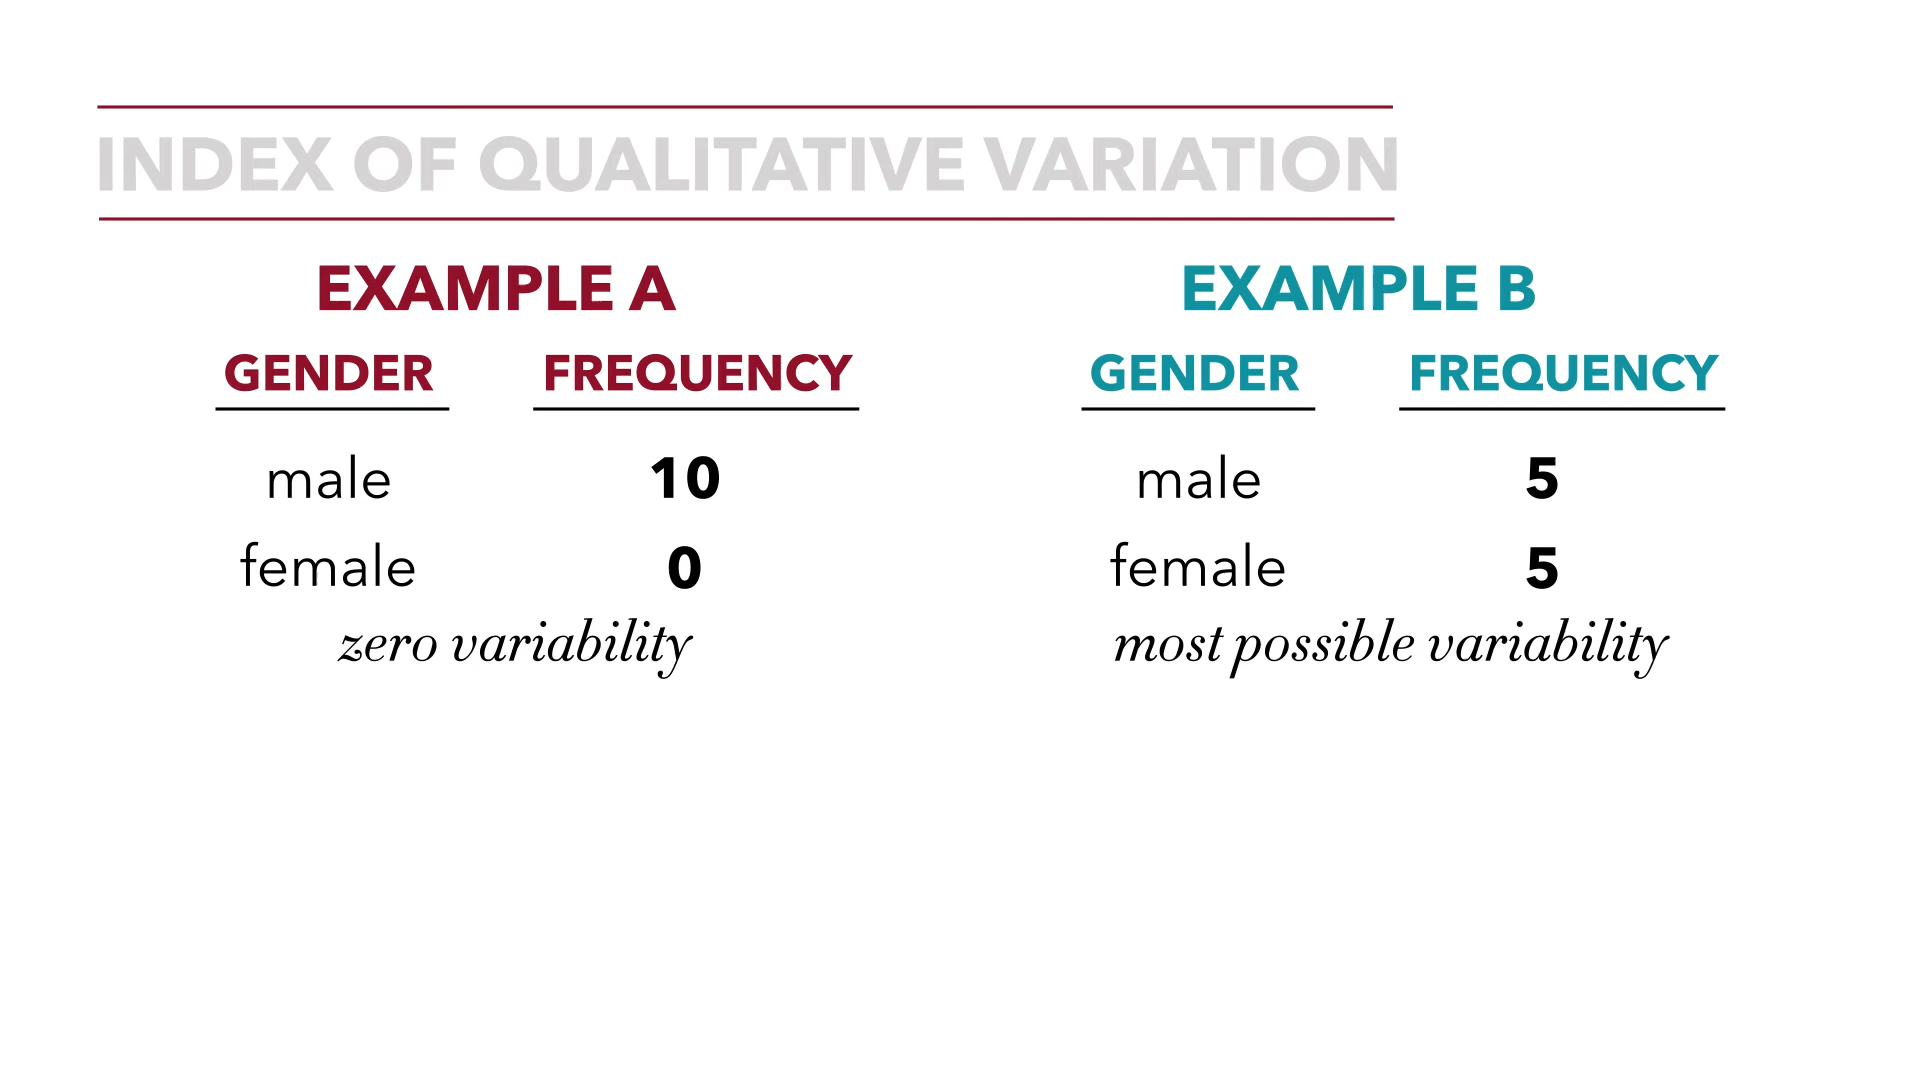 INDEX OF QUALITATIVE VARIATION
EXAMPLE A
GENDER FREQUENCY
male 10
female 0
zero variability
EXAMPLE B
GENDER FREQUENCY
male 5
female 5
most possible variability